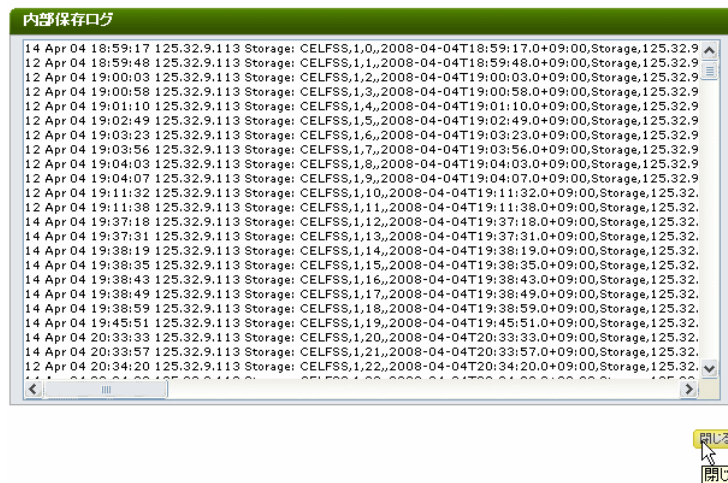 内部保存ログ
14 Apr 04 18:59:17 125.32.9.113 Storage: CELFSS,1,0,,2008-04-04T18:59:17.0+09:00,Storage,125.32.9
12 Apr 04 18:59:48 125.32.9.113 Storage: CELFSS,1,1,,2008-04-04T18:59:48.0+09:00,Storage,125.32.9
12 Apr 04 19:00:03 125.32.9.113 Storage: CELFSS,1,2,,2008-04-04T19:00:03.0+09:00,Storage,125.32.9
12 Apr 04 19:00:58 125.32.9.113 Storage: CELFSS,1,3,,2008-04-04T19:00:58.0+09:00,Storage,125.32.9
12 Apr 04 19:01:10 125.32.9.113 Storage: CELFSS,1,4,,2008-04-04T19:01:10.0+09:00,Storage,125.32.9
12 Apr 04 19:02:49 125.32.9.113 Storage: CELFSS,1,5,,2008-04-04T19:02:49.0+09:00,Storage,125.32.9
12 Apr 04 19:03:23 125.32.9.113 Storage: CELFSS,1,6,,2008-04-04T19:03:23.0+09:00,Storage,125.32.9
12 Apr 04 19:03:56 125.32.9.113 Storage: CELFSS,1,7,,2008-04-04T19:03:56.0+09:00,Storage,125.32.9
12 Apr 04 19:04:03 125.32.9.113 Storage: CELFSS,1,8,,2008-04-04T19:04:03.0+09:00,Storage,125.32.9
12 Apr 04 19:04:07 125.32.9.113 Storage: CELFSS,1,9,,2008-04-04T19:04:07.0+09:00,Storage,125.32.9
12 Apr 04 19:11:32 125.32.9.113 Storage: CELFSS,1,10,,2008-04-04T19:11:32.0+09:00,Storage,125.32.
12 Apr 04 19:11:38 125.32.9.113 Storage: CELFSS,1,11,,2008-04-04T19:11:38.0+09:00,Storage,125.32.
14 Apr 04 19:37:18 125.32.9.113 Storage: CELFSS,1,12,,2008-04-04T19:37:18.0+09:00,Storage,125.32.
14 Apr 04 19:37:31 125.32.9.113 Storage: CELFSS,1,13,,2008-04-04T19:37:31.0+09:00,Storage,125.32.
14 Apr 04 19:38:19 125.32.9.113 Storage: CELFSS,1,14,,2008-04-04T19:38:19.0+09:00,Storage,125.32.
14 Apr 04 19:38:35 125.32.9.113 Storage: CELFSS,1,15,,2008-04-04T19:38:35.0+09:00,Storage,125.32.
14 Apr 04 19:38:43 125.32.9.113 Storage: CELFSS,1,16,,2008-04-04T19:38:43.0+09:00,Storage,125.32.
14 Apr 04 19:38:49 125.32.9.113 Storage: CELFSS,1,17,,2008-04-04T19:38:49.0+09:00,Storage,125.32.
14 Apr 04 19:38:59 125.32.9.113 Storage: CELFSS,1,18,,2008-04-04T19:38:59.0+09:00,Storage,125.32.
14 Apr 04 19:45:51 125.32.9.113 Storage: CELFSS,1,19,,2008-04-04T19:45:51.0+09:00,Storage,125.32.
14 Apr 04 20:33:33 125.32.9.113 Storage: CELFSS,1,20,,2008-04-04T20:33:33.0+09:00,Storage,125.32.
14 Apr 04 20:33:57 125.32.9.113 Storage: CELFSS,1,21,,2008-04-04T20:33:57.0+09:00,Storage,125.32.
12 Apr 04 20:34:20 125.32.9.113 Storage: CELFSS,1,22,,2008-04-04T20:34:20.0+09:00,Storage,125.32.
閉じる
閉じ